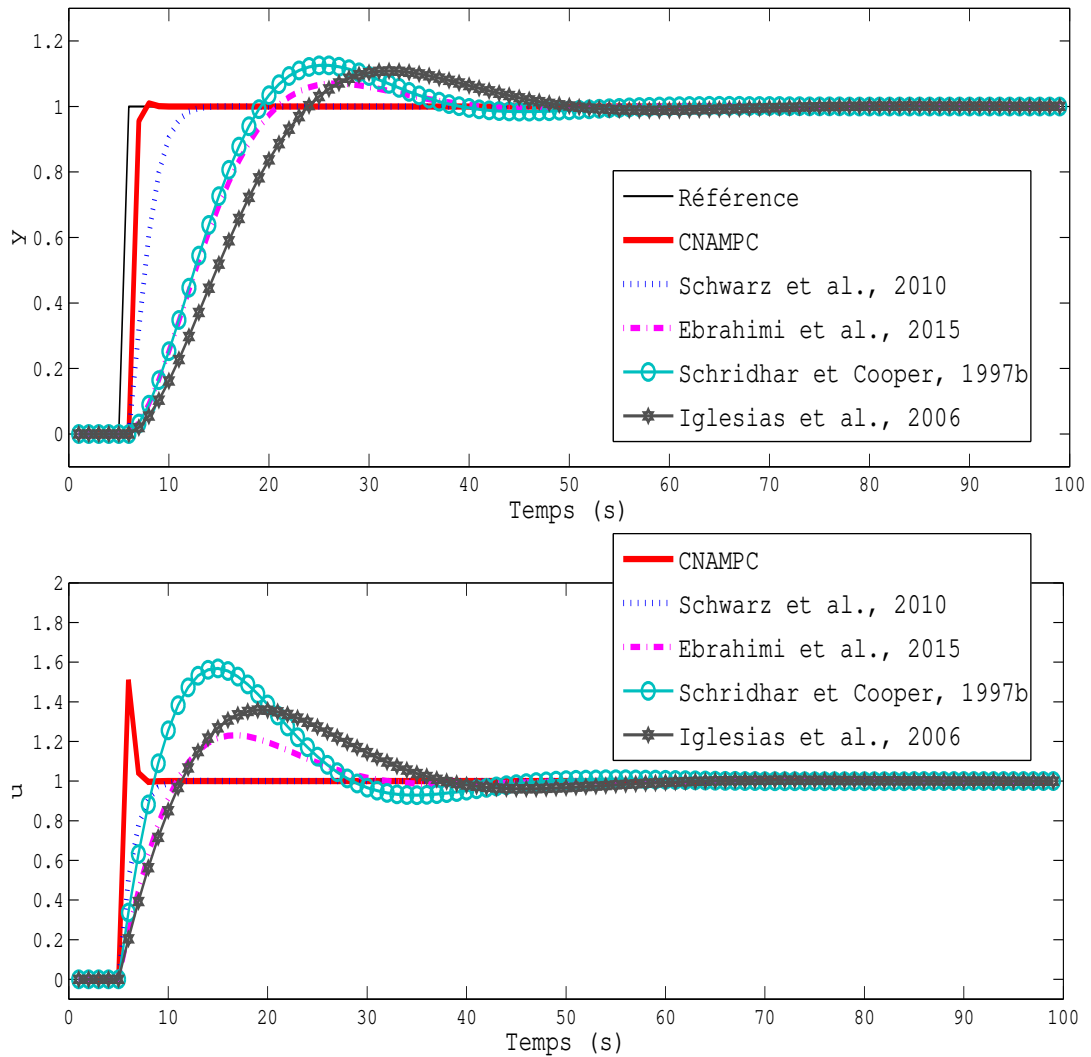 1.2
1
0.8
0.6
0.4
0.2
0
y
0 10 20 30 40 50 60 70 80 90 100
Temps (s)
Référence
CNAMPC
Schwarz et al., 2010
Ebrahimi et al., 2015
Schridhar et Cooper, 1997b
Iglesias et al., 2006
2
1.8
1.6
1.4
1.2
1
0.8
0.6
0.4
0.2
0
u
0 10 20 30 40 50 60 70 80 90 100
Temps (s)
CNAMPC
Schwarz et al., 2010
Ebrahimi et al., 2015
Schridhar et Cooper, 1997b
Iglesias et al., 2006